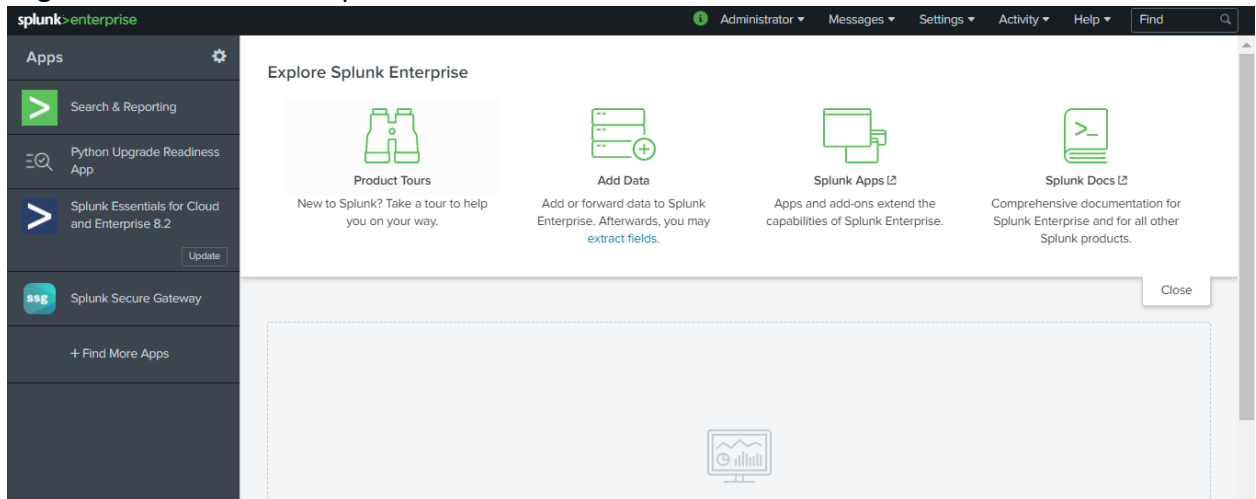 splunk>enterprise
i Administrator Messages Settings Activity Help Find
Apps
Search & Reporting
Python Upgrade Readiness
App
Splunk Essentials for Cloud
and Enterprise 8.2
Update
ssg Splunk Secure Gateway
+ Find More Apps
Explore Splunk Enterprise
Product Tours
New to Splunk? Take a tour to help
you on your way.
Add Data
Add or forward data to Splunk
Enterprise. Afterwards, you may
extract fields.
Splunk Apps
Apps and add-ons extend the
capabilities of Splunk Enterprise.
Splunk Docs
Comprehensive documentation for
Splunk Enterprise and for all other
Splunk products.
Close